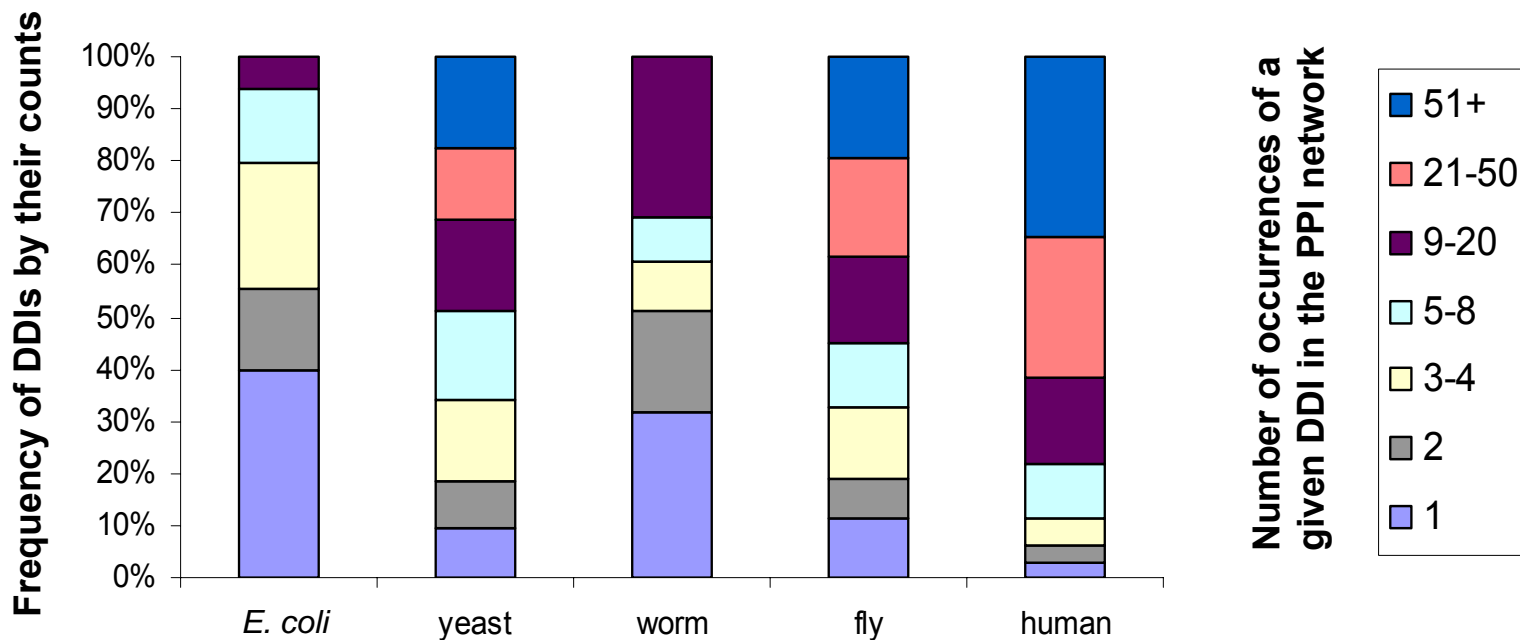 Frequency of DDIs by their counts
100%
90%
80%
70%
60%
50%
40%
30%
20%
10%
0%
E. coli
yeast
worm
fly
human
Number of occurrences of a
given DDI in the PPI network
51+
21-50
9-20
5-8
3-4
2
1